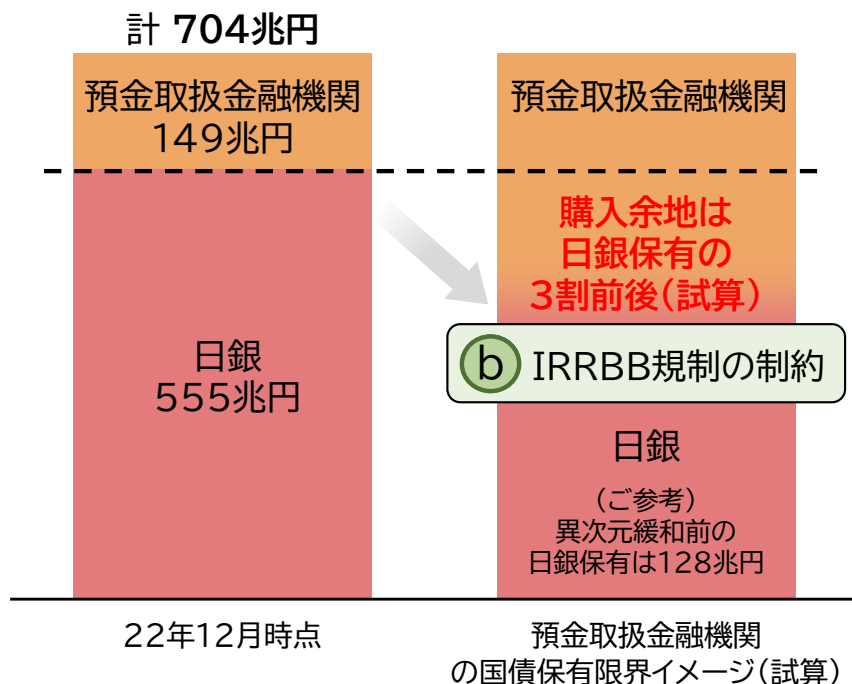 計 704兆円
預金取扱金融機関
149兆円
日銀
555兆円
22年12月時点
預金取扱金融機関
購入余地は
日銀保有の
3割前後(試算)
b IRRBB規制の制約
日銀
(ご参考)
異次元緩和前の
日銀保有は128兆円
預金取扱金融機関
の国債保有限界イメージ(試算)